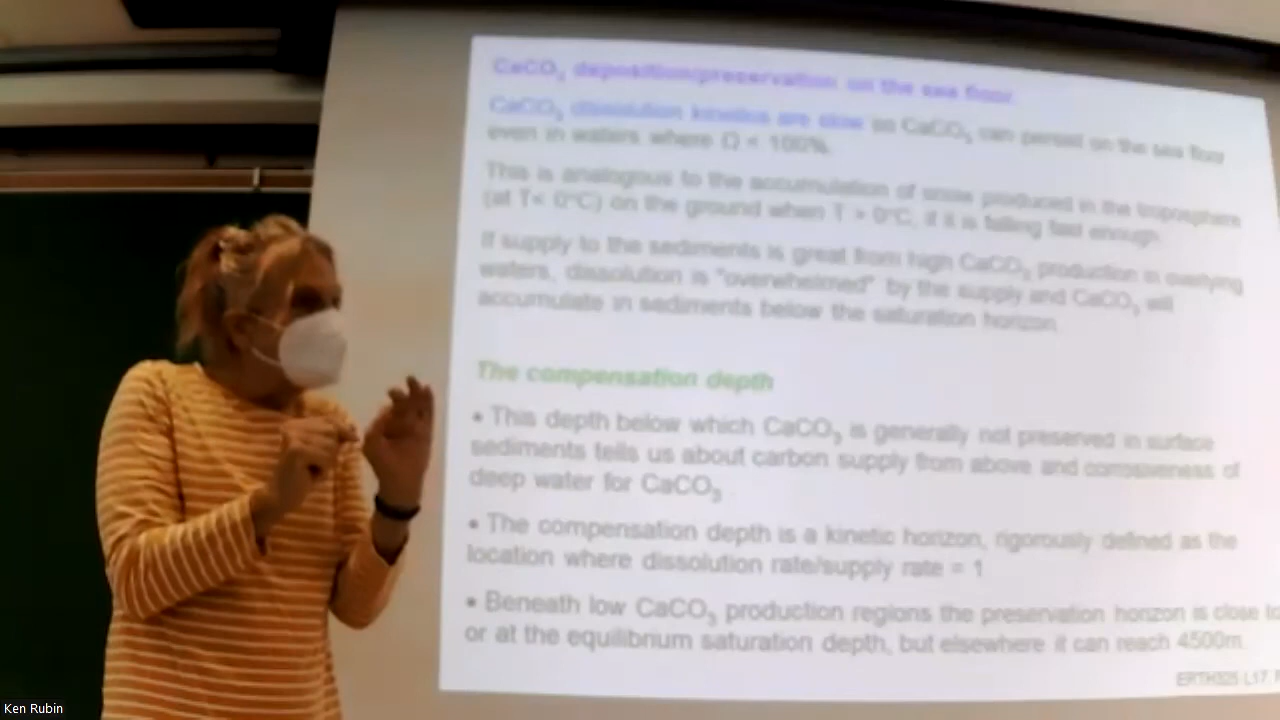 CaCO₃ deposition/preservation on the sea floor.
CaCO₃ dissolution kinetics are slow so CaCO₃ can persist on the sea floor
even in waters where Ω < 100%.
This is analogous to the accumulation of snow produced in the troposphere
(at T< 0°C) on the ground when T > 0°C, if it is falling fast enough.
If supply to the sediments is great from high CaCO₃ production in overlying
waters, dissolution is "overwhelmed" by the supply and CaCO₃ will
accumulate in sediments below the saturation horizon.
The compensation depth
• This depth below which CaCO₃ is generally not preserved in surface
sediments tells us about carbon supply from above and corrosiveness of
deep water for CaCO₃.
• The compensation depth is a kinetic horizon, rigorously defined as the
location where dissolution rate/supply rate = 1
• Beneath low CaCO₃ production regions the preservation horizon is close to
or at the equilibrium saturation depth, but elsewhere it can reach 4500m.
ERTH325 L17,
Ken Rubin